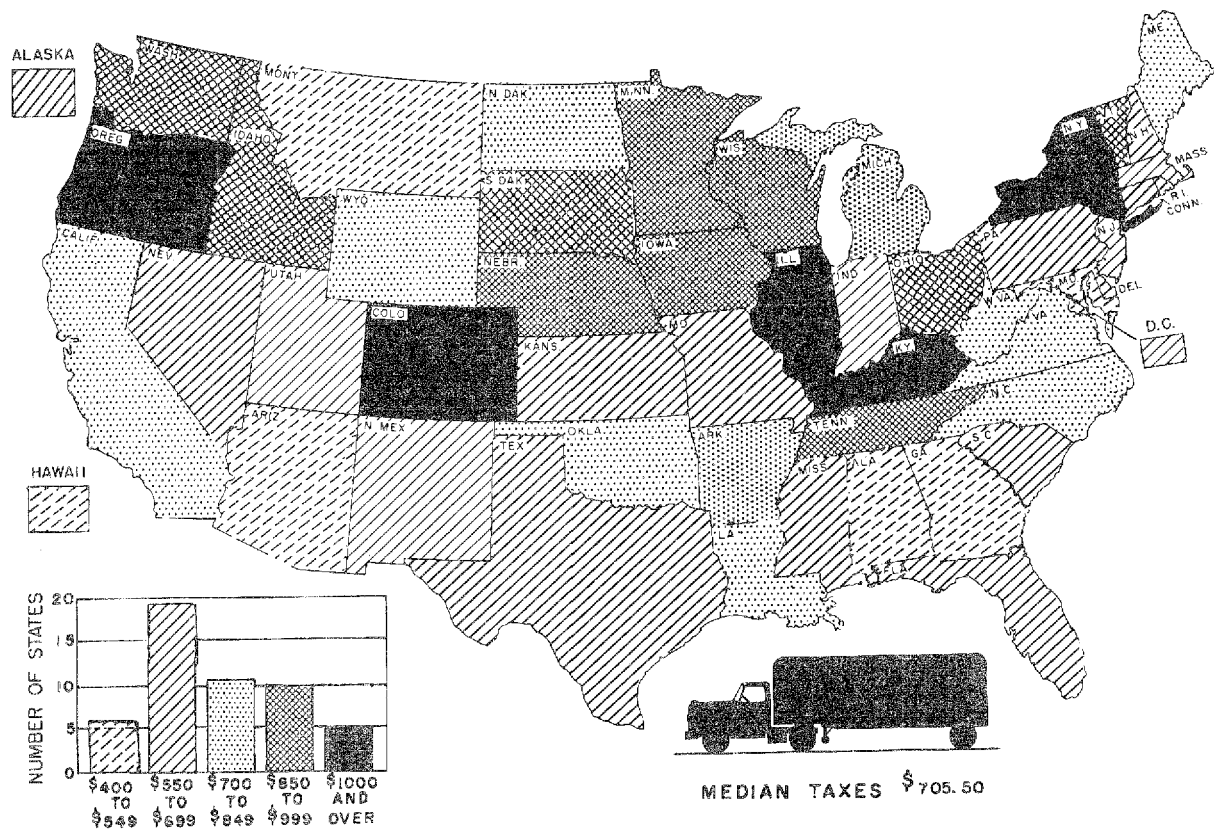 ALASKA
WASH
MONT
N. DAK
MINN
ME.
OREG.
IDAHO
S DAK
WIS.
MICH
N.Y.
VT
N.H.
MASS
R.I.
CONN.
WYO
NEBR.
IOWA
ILL
IND
OHIO
PA
N.J.
DEL
MD
W.VA.
VA
D.C.
CALIF.
NEV
UTAH
COLO
KANS
MO
KY
N.C.
TENN
S.C.
ARIZ
N. MEX
OKLA.
TEX
ARK
LA
MISS
ALA
GA
FLA.
HAWAII
NUMBER OF STATES
20
15
10
5
0
$400 TO $549
$550 TO $699
$700 TO $849
$850 TO $999
$1000 AND OVER
MEDIAN TAXES $705.50